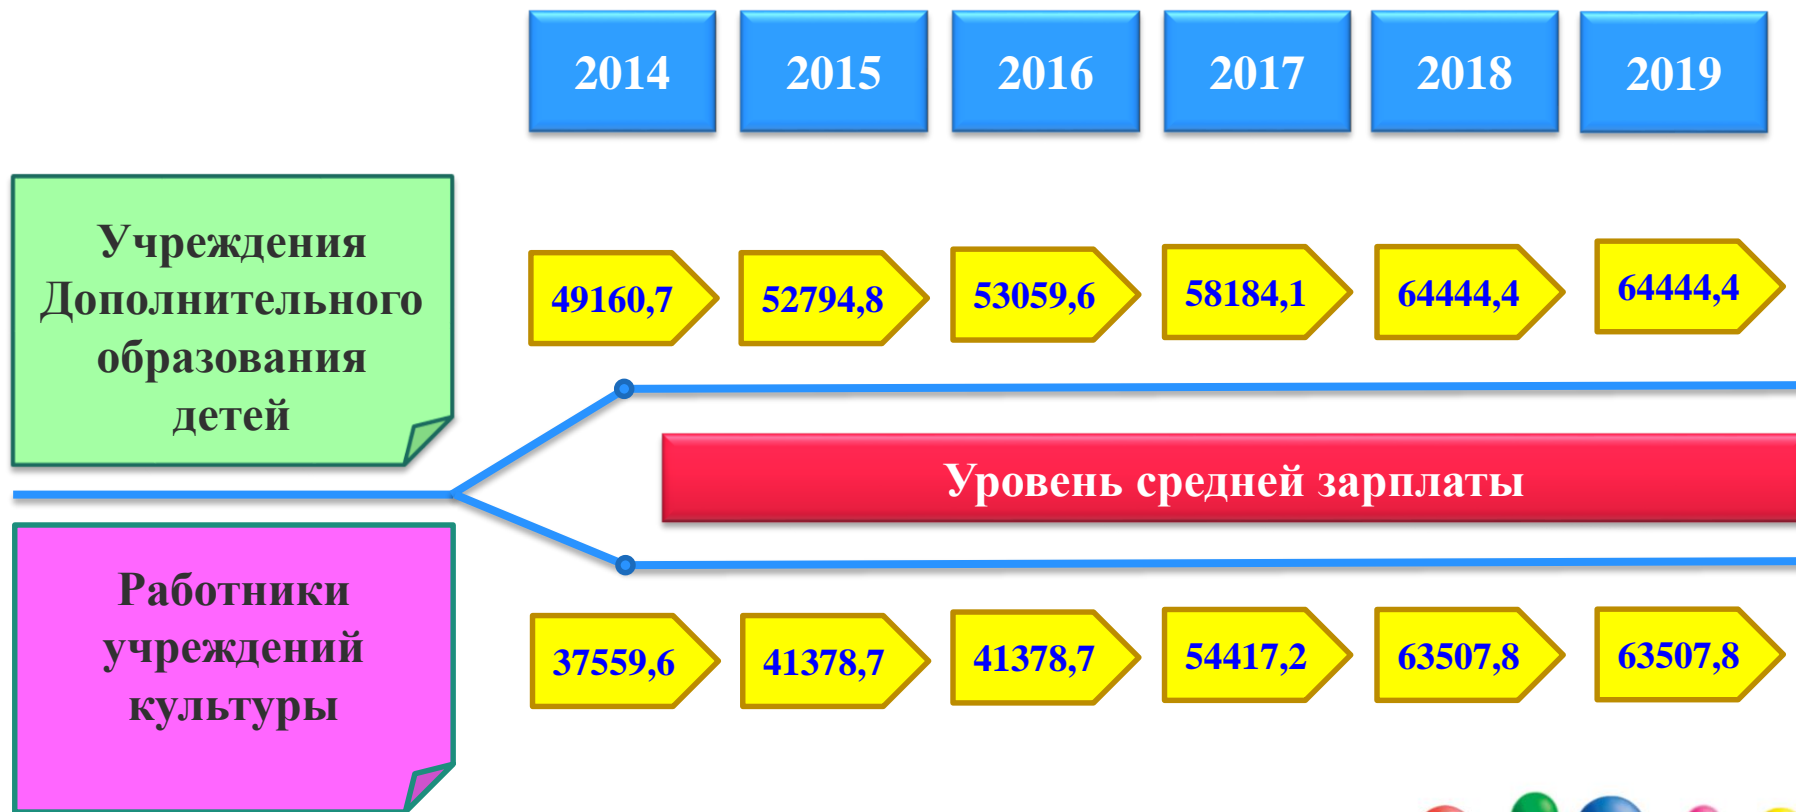 2014 2015 2016 2017 2018 2019
Учреждения
Дополнительного
образования
детей
49160,7 52794,8 53059,6 58184,1 64444,4 64444,4
Уровень средней зарплаты
Работники
учреждений
культуры
37559,6 41378,7 41378,7 54417,2 63507,8 63507,8